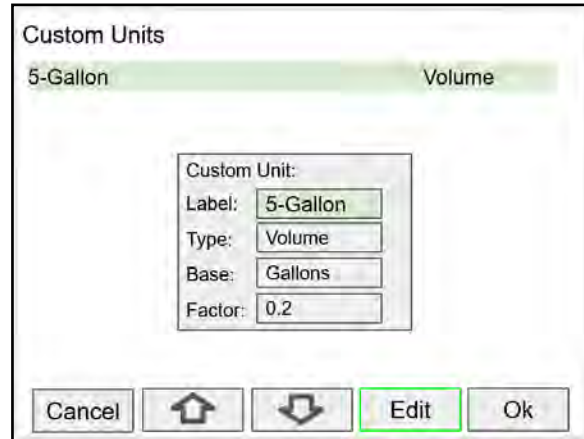 Custom Units
5-Gallon Volume
Custom Unit:
Label: 5-Gallon
Type: Volume
Base: Gallons
Factor: 0.2
Cancel Edit Ok